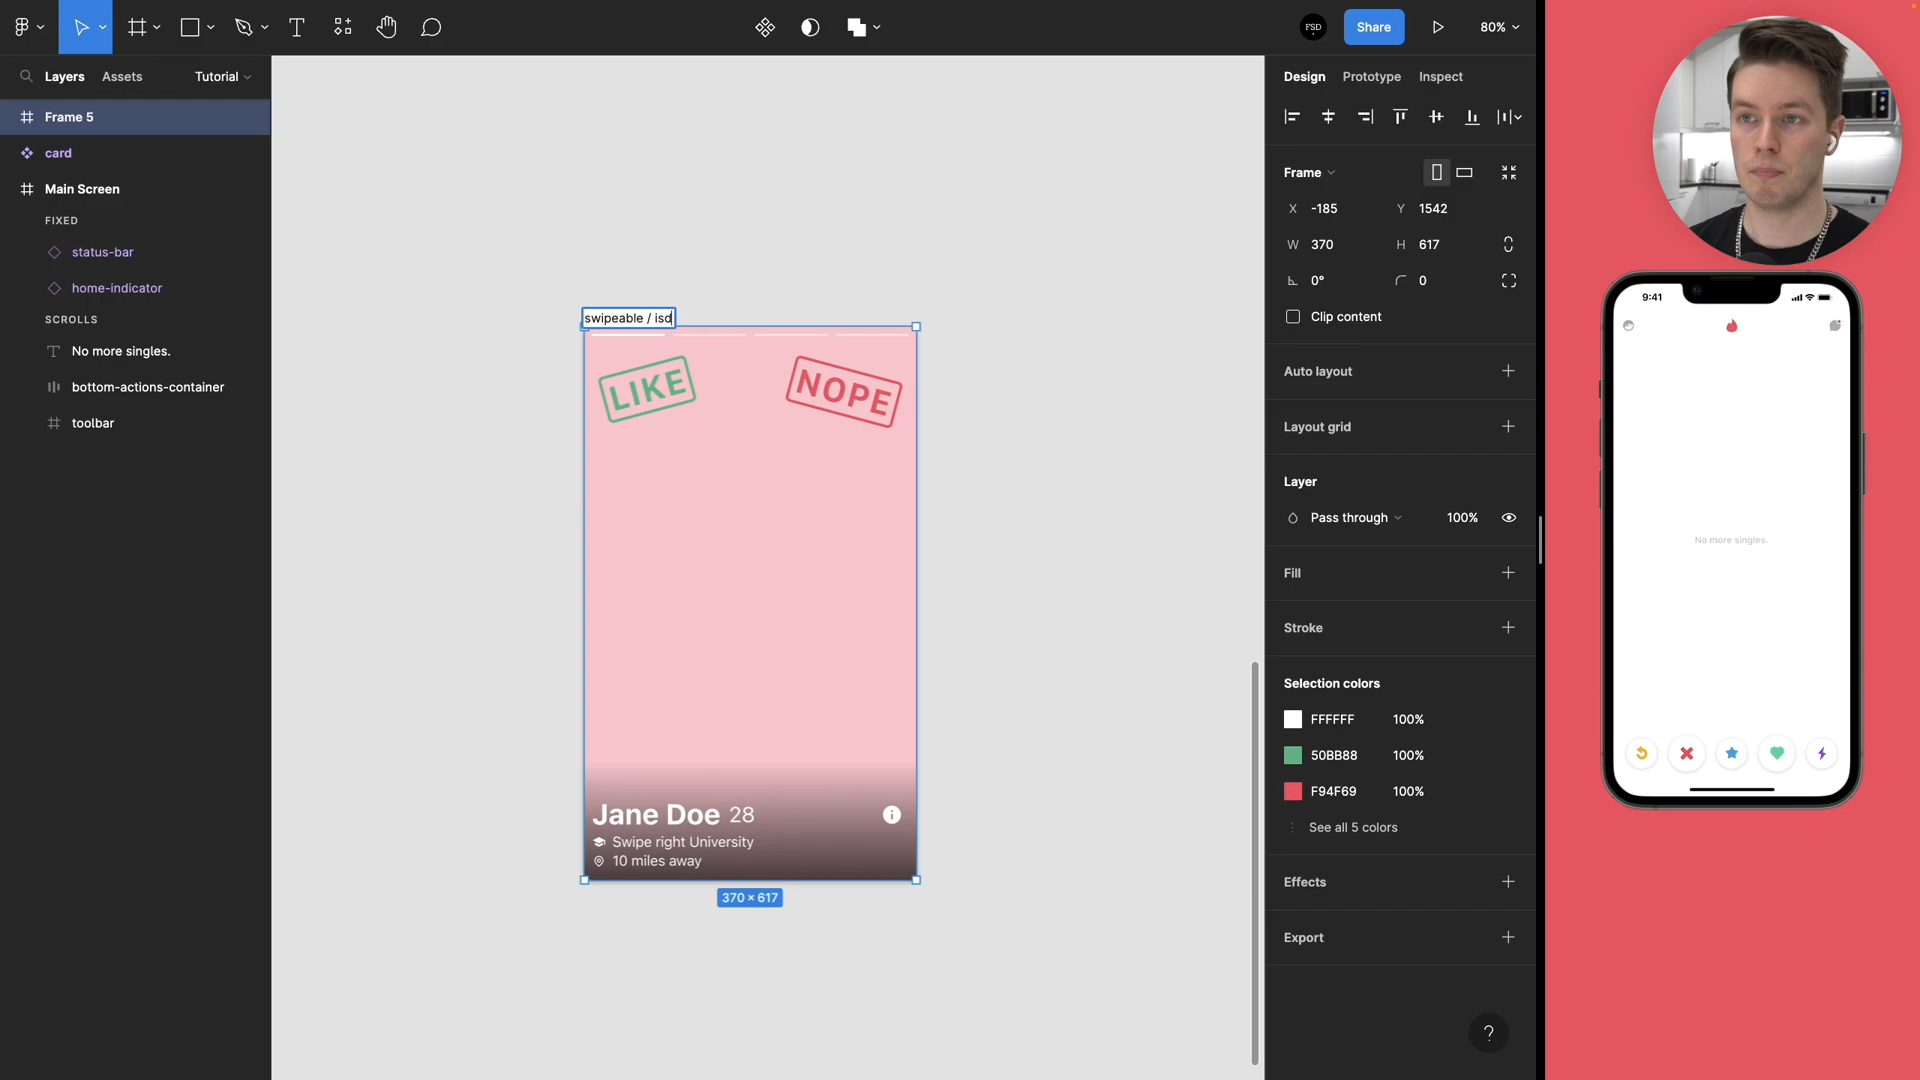 FSD
Share
80%
Layers
Assets
Tutorial
Frame 5
card
Main Screen
FIXED
status-bar
home-indicator
SCROLLS
No more singles.
bottom-actions-container
toolbar
swipeable / isd
LIKE
NOPE
Jane Doe 28
Swipe right University
10 miles away
370 × 617
Design
Prototype
Inspect
Frame
X -185
Y 1542
W 370
H 617
0°
0
Clip content
Auto layout
Layout grid
Layer
Pass through
100%
Fill
Stroke
Selection colors
FFFFFF 100%
50BB88 100%
F94F69 100%
See all 5 colors
Effects
Export
?
9:41
No more singles.